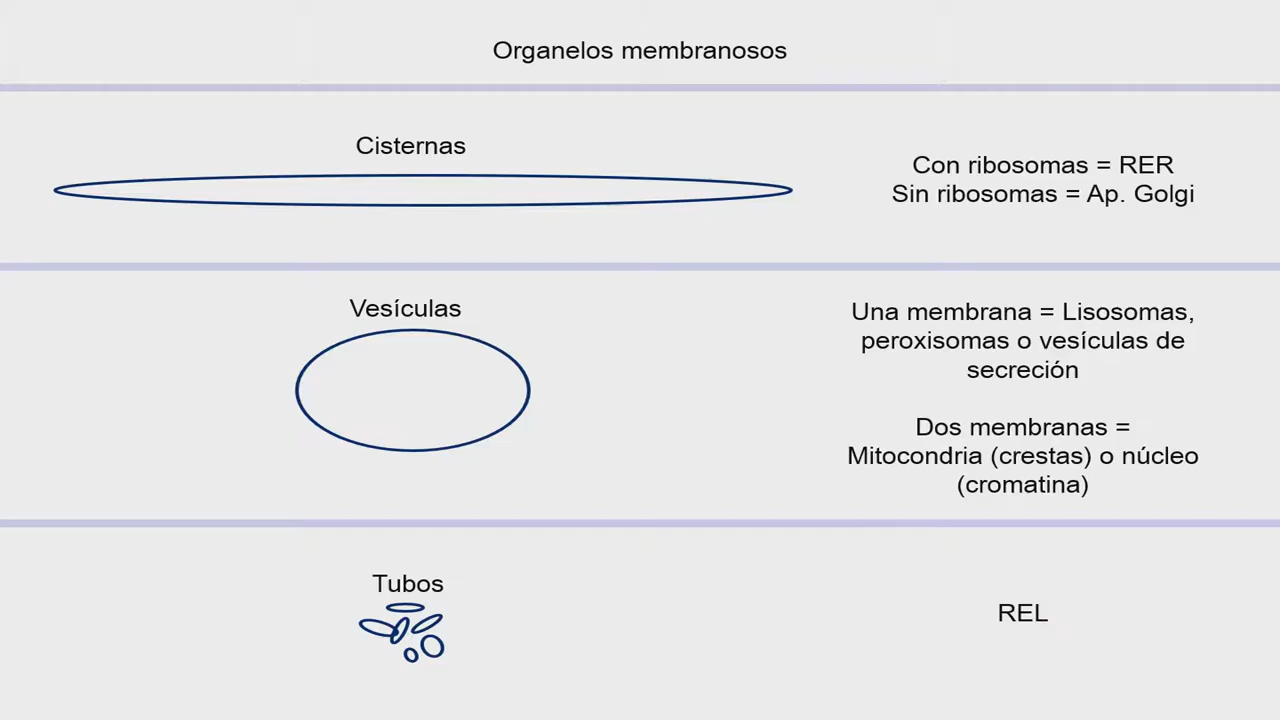 Organelos membranosos
Cisternas
Con ribosomas = RER
Sin ribosomas = Ap. Golgi
Vesículas
Una membrana = Lisosomas,
peroxisomas o vesículas de
secreción
Dos membranas =
Mitocondria (crestas) o núcleo
(cromatina)
Tubos
REL